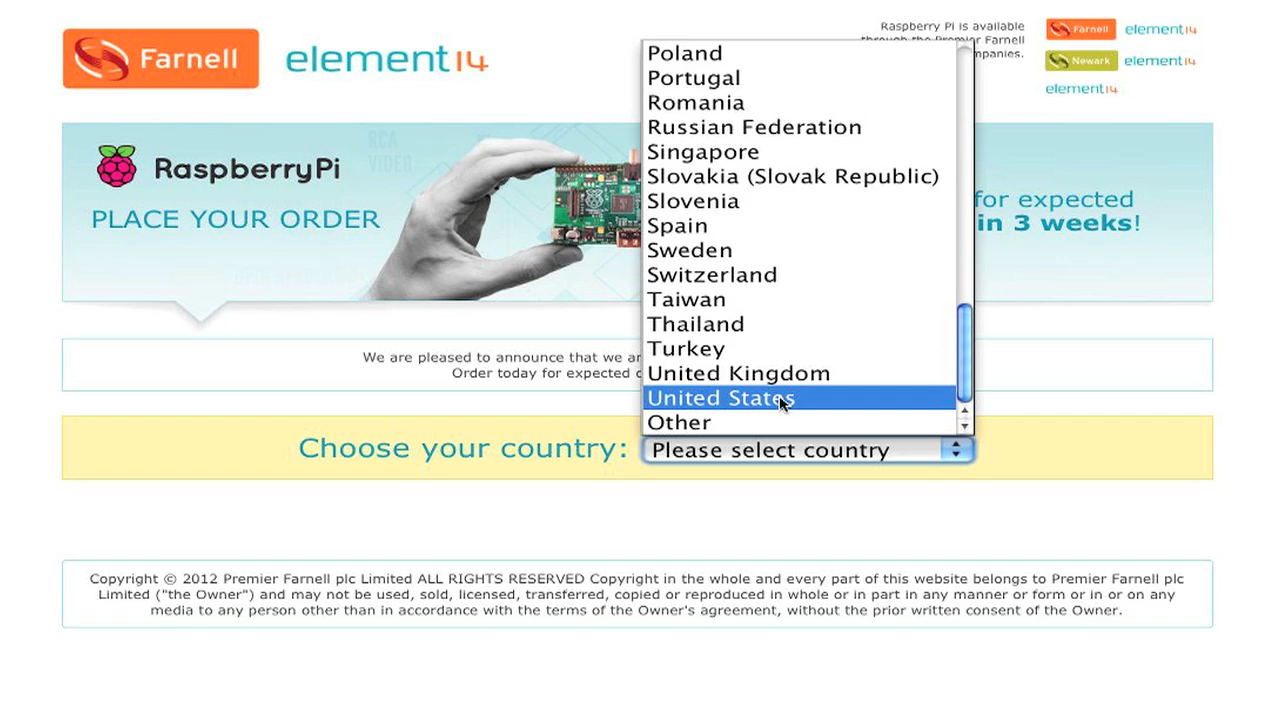 Farnell
element14
Raspberry Pi is available
through the Premier Farnell
Farnell element14
Newark element14
element14
RCA
VIDEO
RaspberryPi
PLACE YOUR ORDER
for expected
in 3 weeks!
We are pleased to announce that we
Order today for expected
Poland
Portugal
Romania
Russian Federation
Singapore
Slovakia (Slovak Republic)
Slovenia
Spain
Sweden
Switzerland
Taiwan
Thailand
Turkey
United Kingdom
United States
Other
Choose your country: Please select country
Copyright © 2012 Premier Farnell plc Limited ALL RIGHTS RESERVED Copyright in the whole and every part of this website belongs to Premier Farnell plc
Limited ("the Owner") and may not be used, sold, licensed, transferred, copied or reproduced in whole or in part in any manner or form or in or on any
media to any person other than in accordance with the terms of the Owner's agreement, without the prior written consent of the Owner.